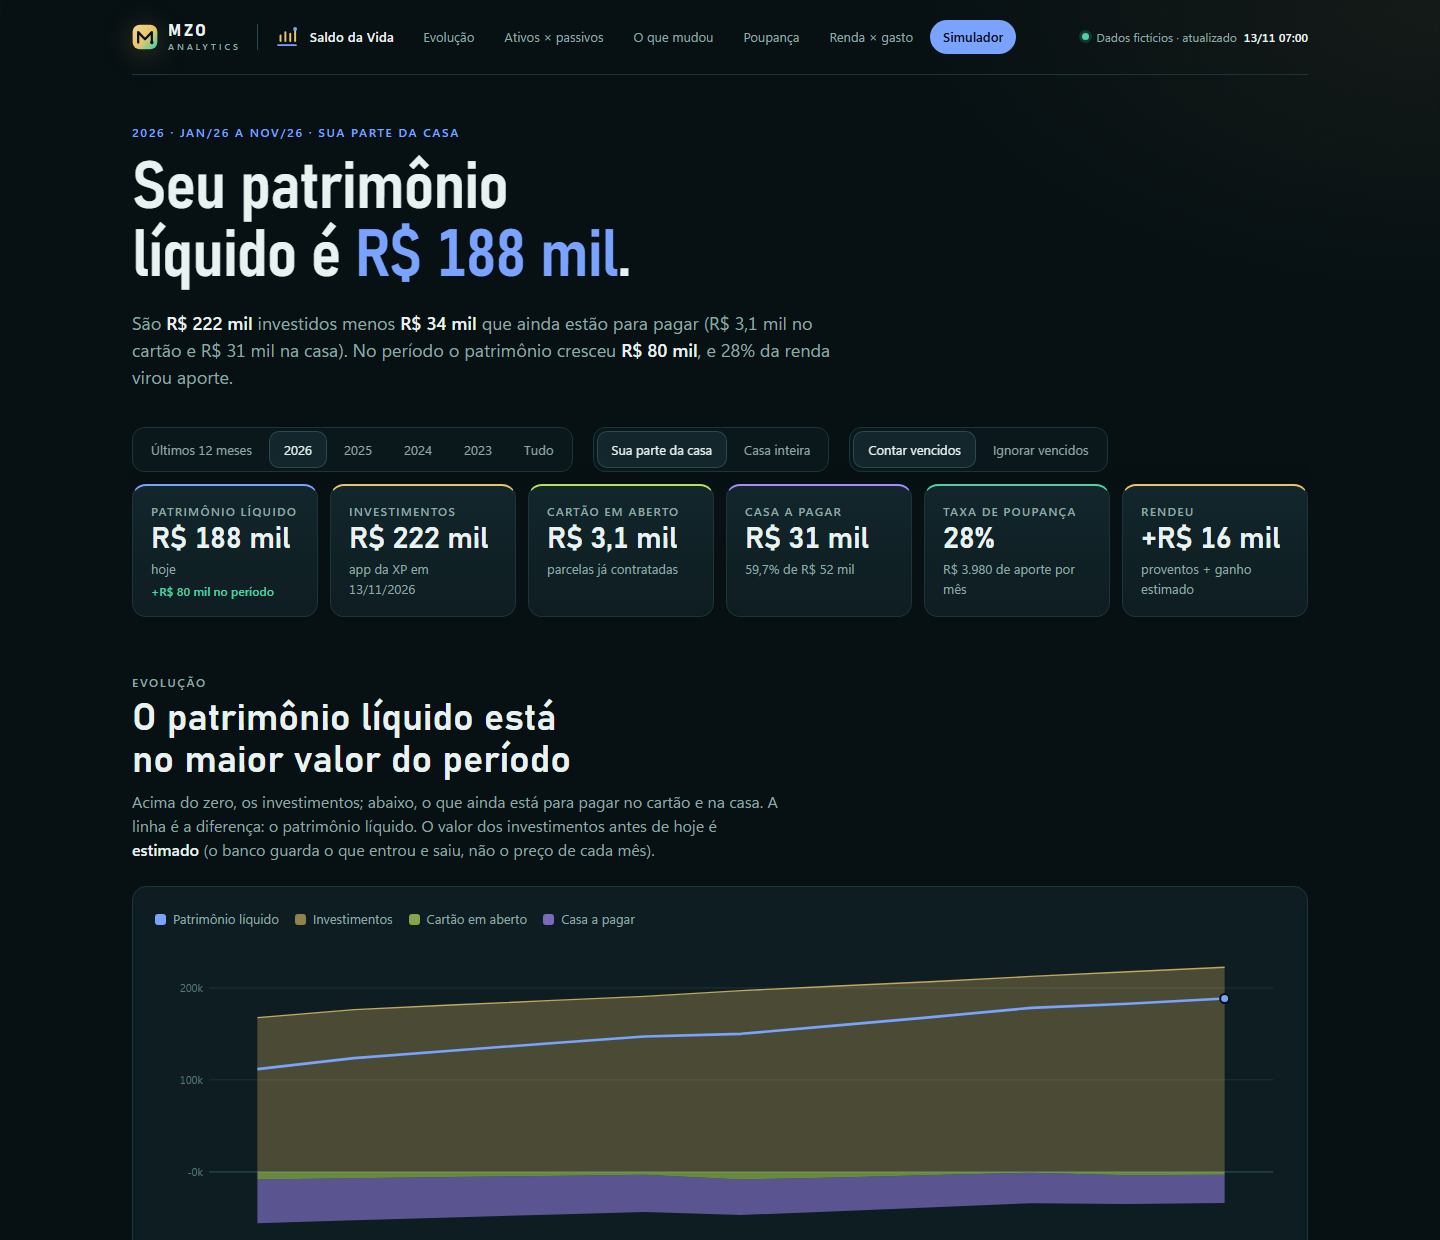 MZO
ANALYTICS
Saldo da Vida
Evolução
Ativos × passivos
O que mudou
Poupança
Renda × gasto
Simulador
Dados fictícios · atualizado 13/11 07:00
2026 · JAN/26 A NOV/26 · SUA PARTE DA CASA
Seu patrimônio
líquido é R$ 188 mil.
São R$ 222 mil investidos menos R$ 34 mil que ainda estão para pagar (R$ 3,1 mil no
cartão e R$ 31 mil na casa). No período o patrimônio cresceu R$ 80 mil, e 28% da renda
virou aporte.
Últimos 12 meses
2026
2025
2024
2023
Tudo
Sua parte da casa
Casa inteira
Contar vencidos
Ignorar vencidos
PATRIMÔNIO LÍQUIDO
R$ 188 mil
hoje
+R$ 80 mil no período
INVESTIMENTOS
R$ 222 mil
app da XP em
13/11/2026
CARTÃO EM ABERTO
R$ 3,1 mil
parcelas já contratadas
CASA A PAGAR
R$ 31 mil
59,7% de R$ 52 mil
TAXA DE POUPANÇA
28%
R$ 3.980 de aporte por
mês
RENDEU
+R$ 16 mil
proventos + ganho
estimado
EVOLUÇÃO
O patrimônio líquido está
no maior valor do período
Acima do zero, os investimentos; abaixo, o que ainda está para pagar no cartão e na casa. A
linha é a diferença: o patrimônio líquido. O valor dos investimentos antes de hoje é
estimado (o banco guarda o que entrou e saiu, não o preço de cada mês).
Patrimônio líquido
Investimentos
Cartão em aberto
Casa a pagar
200k
100k
-0k